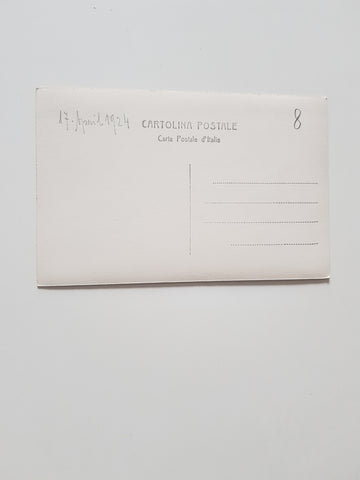 17. April 1924 CARTOLINA POSTALE 8
Carte Postale d'Italie